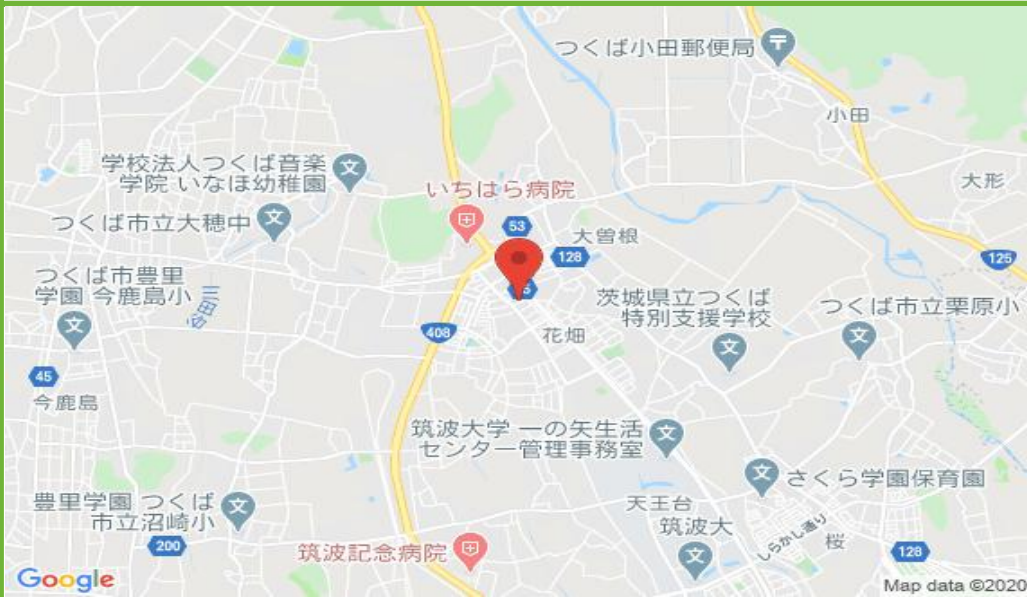 つくば小田郵便局
小田
学校法人つくば音楽
学院 いなほ幼稚園
大形
いちはら病院
つくば市立大穂中
53
大曽根
128
125
つくば市豊里
学園 今鹿島小
茨城県立つくば
特別支援学校
つくば市立栗原小
408
花畑
45
今鹿島
筑波大学 一の矢生活
センター管理事務室
さくら学園保育園
豊里学園 つくば
市立沼崎小
天王台
200
筑波記念病院
筑波大
しらかし通り
桜
128
Google
Map data ©2020